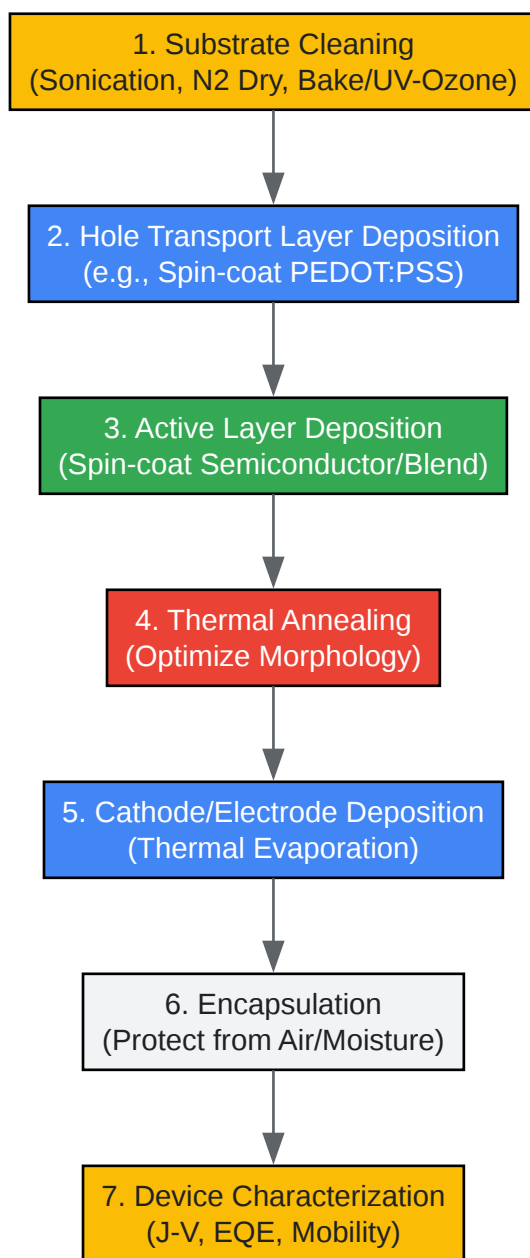 1. Substrate Cleaning
(Sonication, N2 Dry, Bake/UV-Ozone)
2. Hole Transport Layer Deposition
(e.g., Spin-coat PEDOT:PSS)
3. Active Layer Deposition
(Spin-coat Semiconductor/Blend)
4. Thermal Annealing
(Optimize Morphology)
5. Cathode/Electrode Deposition
(Thermal Evaporation)
6. Encapsulation
(Protect from Air/Moisture)
7. Device Characterization
(J-V, EQE, Mobility)